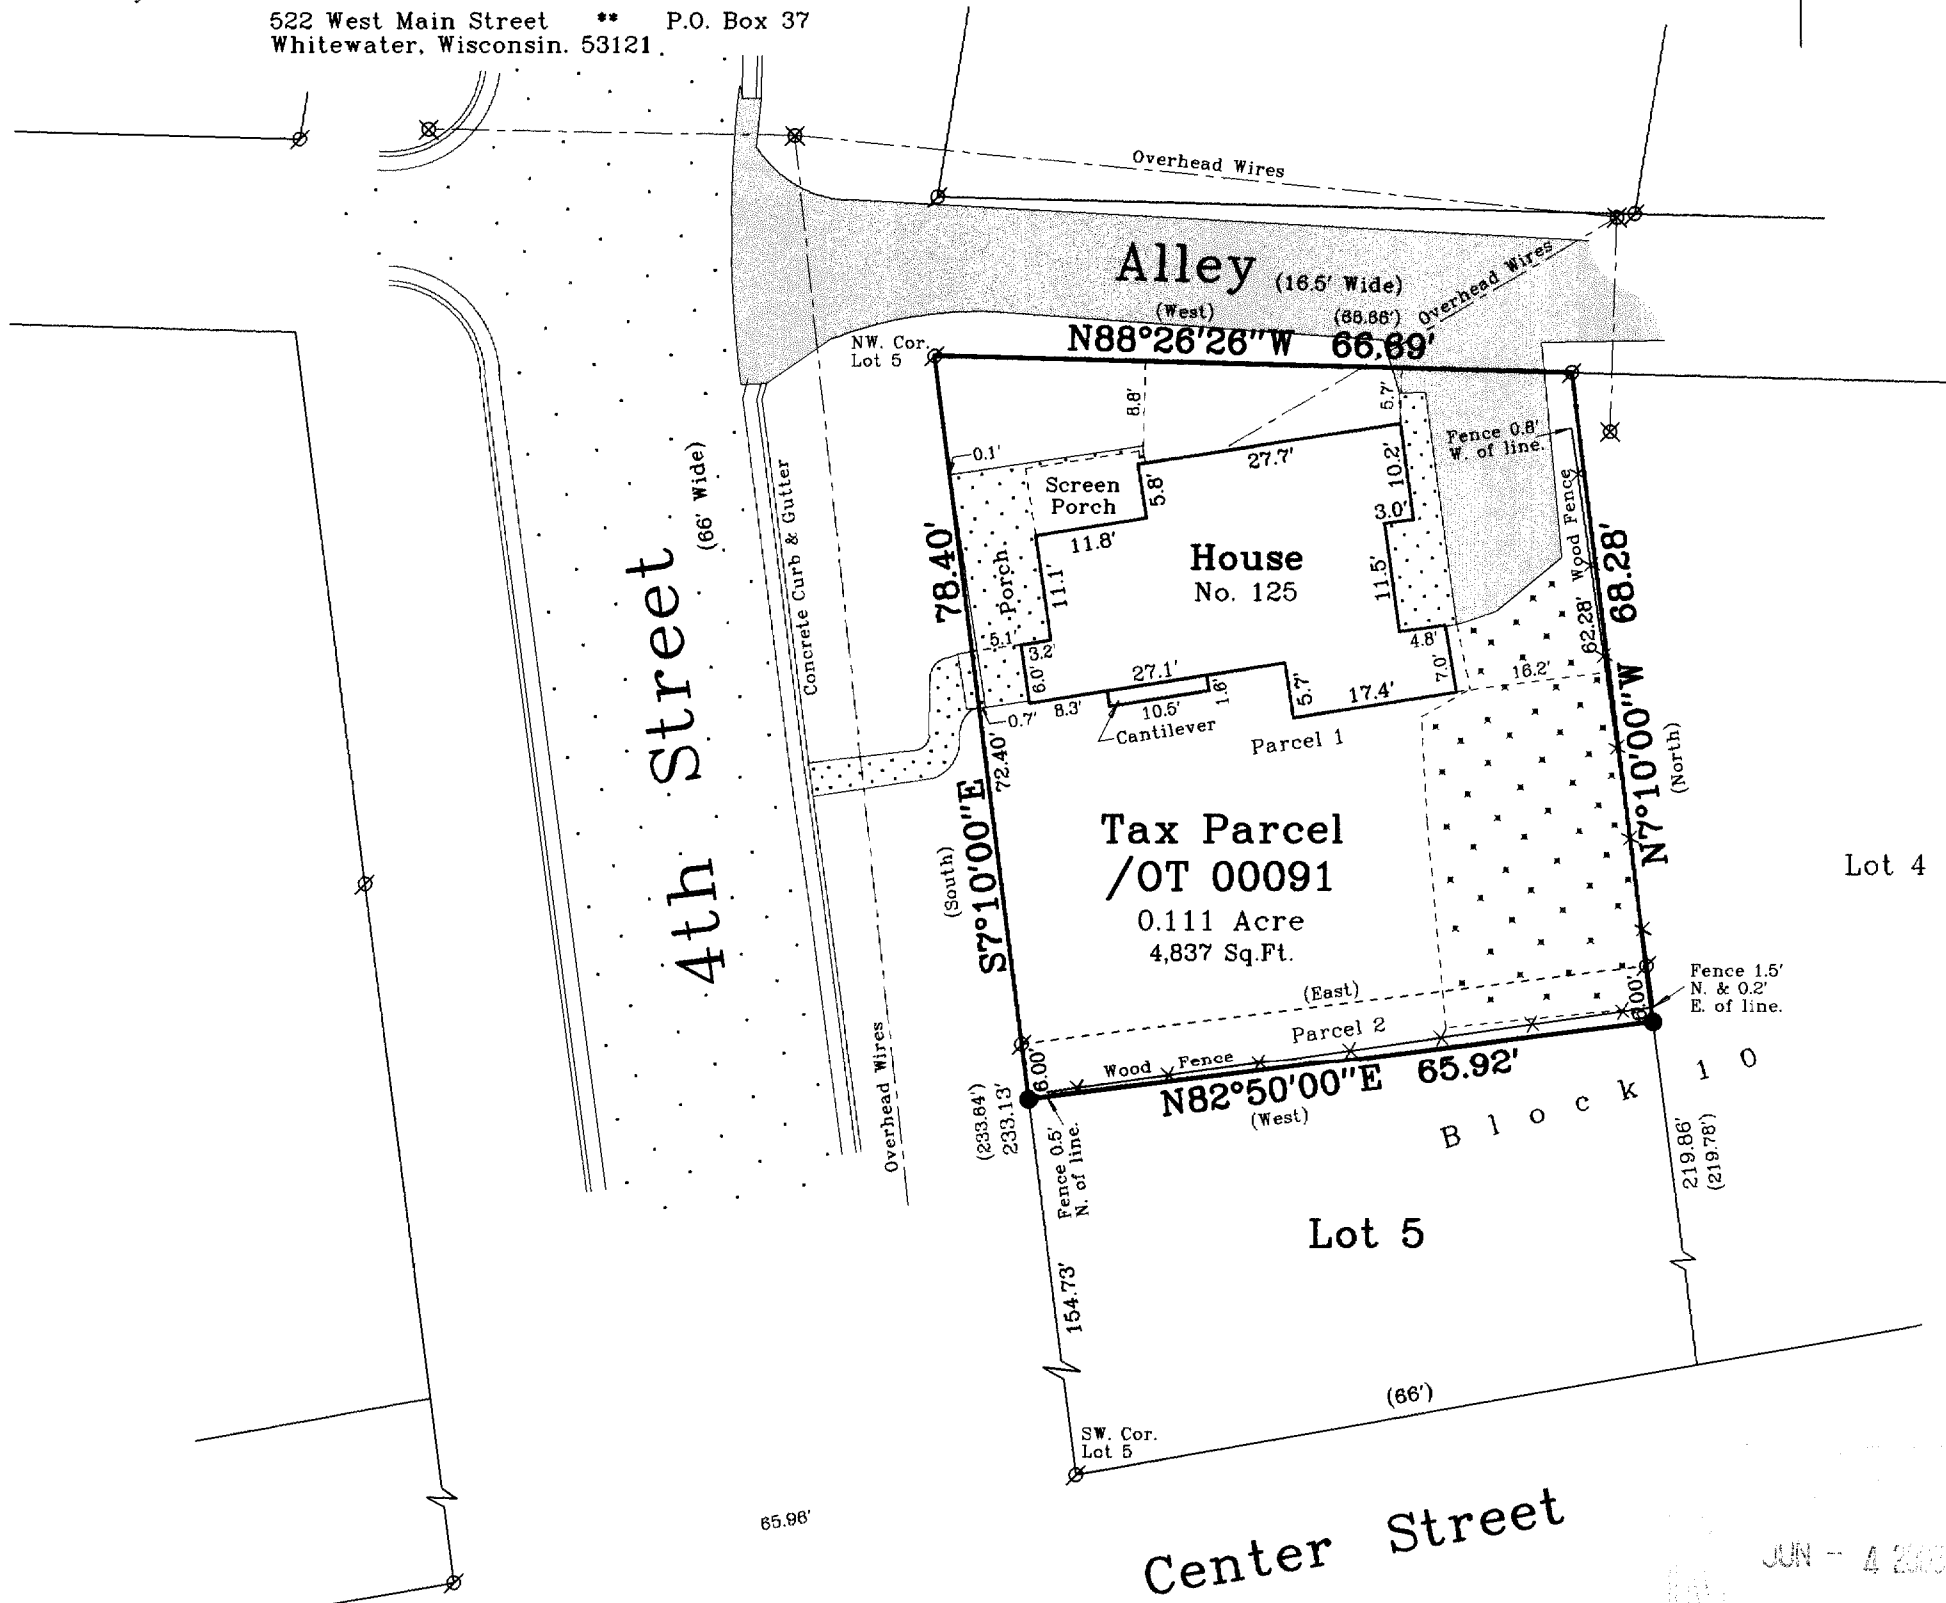 522 West Main Street ** P.O. Box 37
Whitewater, Wisconsin. 53121.
Overhead Wires
Alley (16.5' Wide)
Overhead Wires
(West)
(66.66')
N88°26'26"W 66.69'
NW. Cor.
Lot 5
8.8'
5.7'
0.1'
27.7'
10.2'
Fence 0.8'
W. of line.
Screen
Porch
5.8'
3.0'
11.8'
Porch
11.1'
House
No. 125
11.5'
Wood Fence
62.28'
68.28'
78.40'
4th Street
(66' Wide)
Concrete Curb & Gutter
5.1'
3.2'
6.0'
4.8'
7.0'
16.2'
27.1'
0.7'
8.3'
10.5'
1.6'
5.7'
17.4'
Cantilever
Parcel 1
72.40'
S7°10'00"E
(South)
N7°10'00"W
(North)
Tax Parcel
/OT 00091
0.111 Acre
4,837 Sq.Ft.
Lot 4
Fence 1.5'
N. & 0.2'
E. of line.
(East)
6.00'
Parcel 2
6.00'
Wood Fence
N82°50'00"E 65.92'
(West)
Overhead Wires
(233.64')
233.13'
Fence 0.5'
N. of line.
Block 10
219.86'
(219.78')
Lot 5
154.73'
(66')
SW. Cor.
Lot 5
65.96'
Center Street
JUN - 4